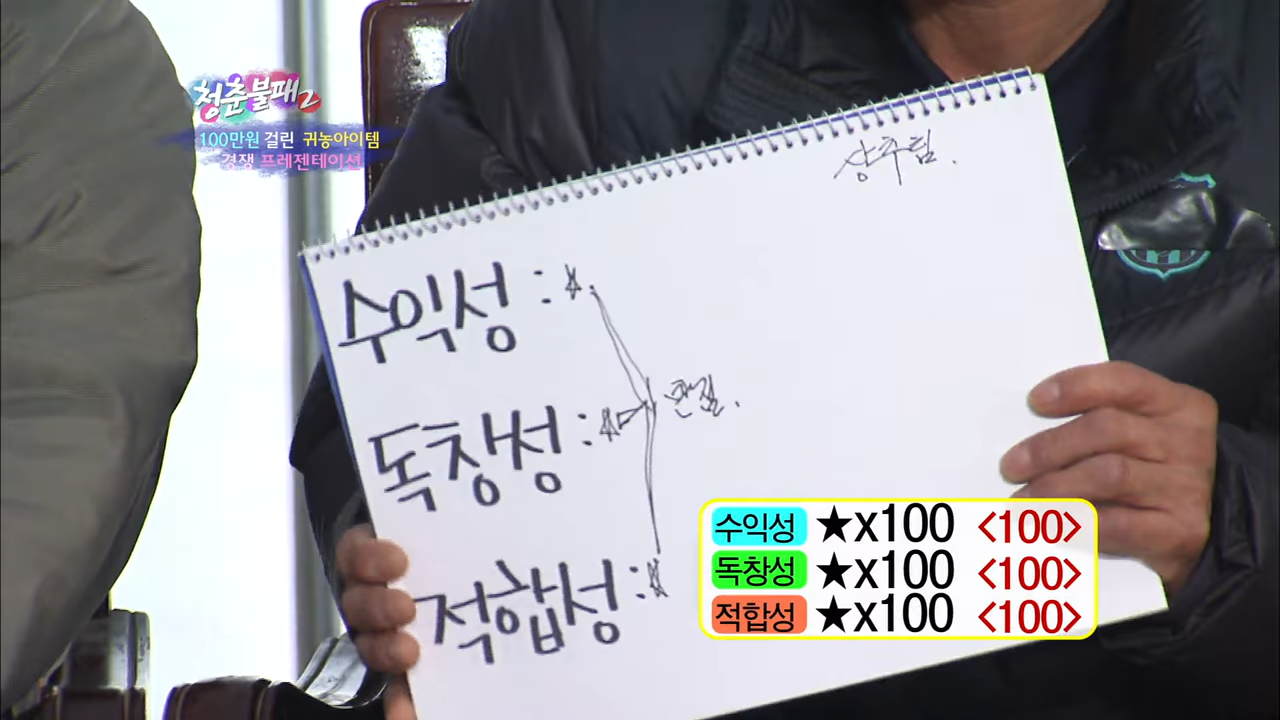 청춘불패2
100만원 걸린 귀농아이템
경쟁 프레젠테이션
상추팀.
수익성 : ☆.
독창성 : ☆
만점.
적합성 : ☆
수익성 ★x100 <100>
독창성 ★x100 <100>
적합성 ★x100 <100>